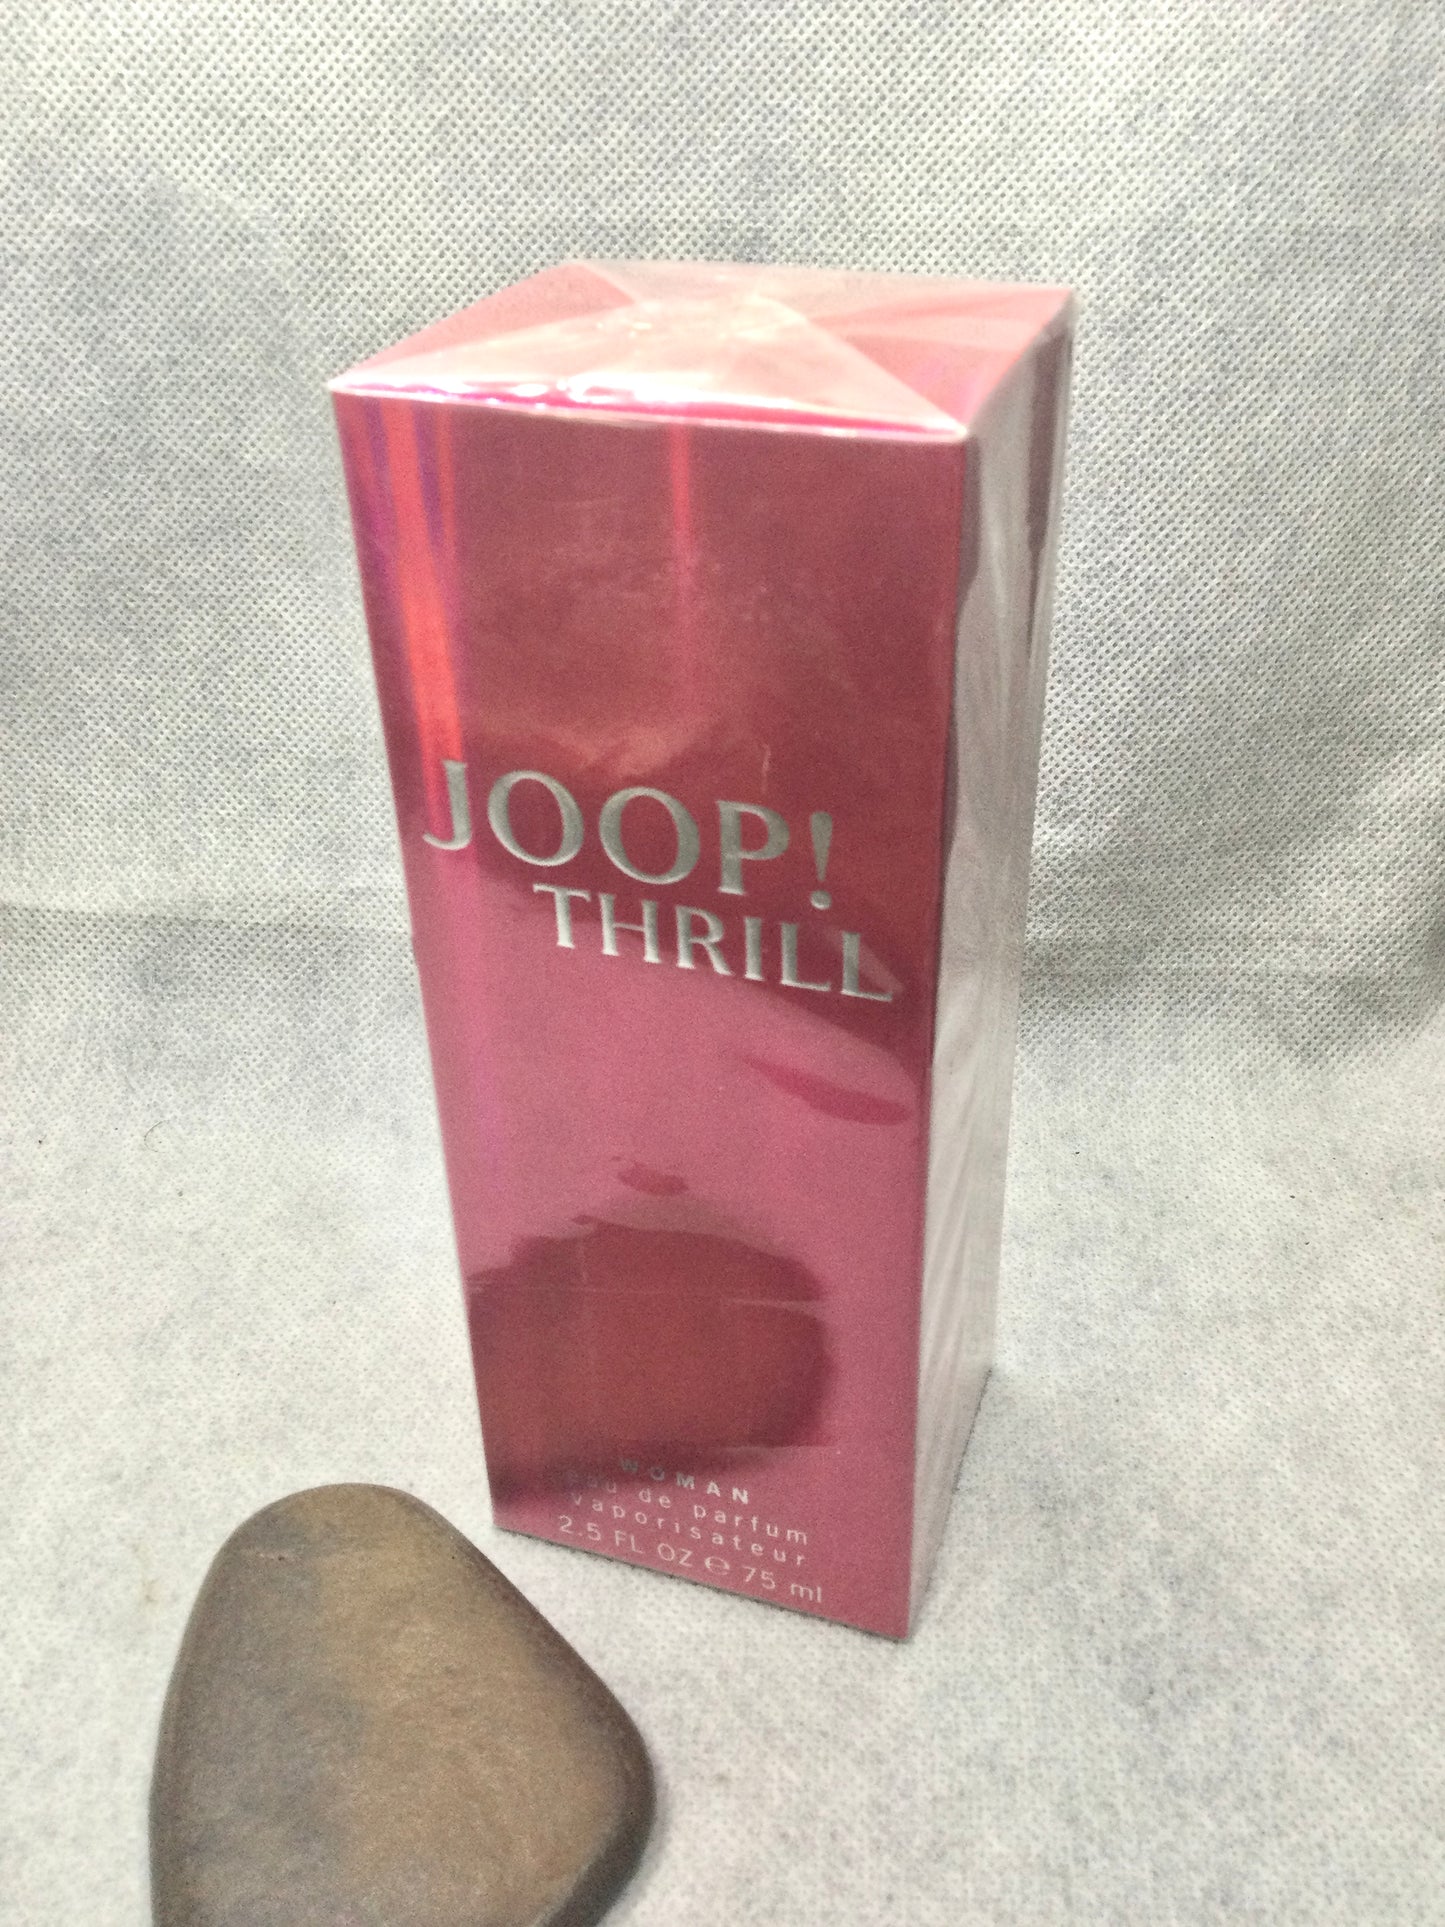 JOOP!
THRILL
WOMAN
eau de parfum
vaporisateur
2.5 FL OZ ℮ 75 ml